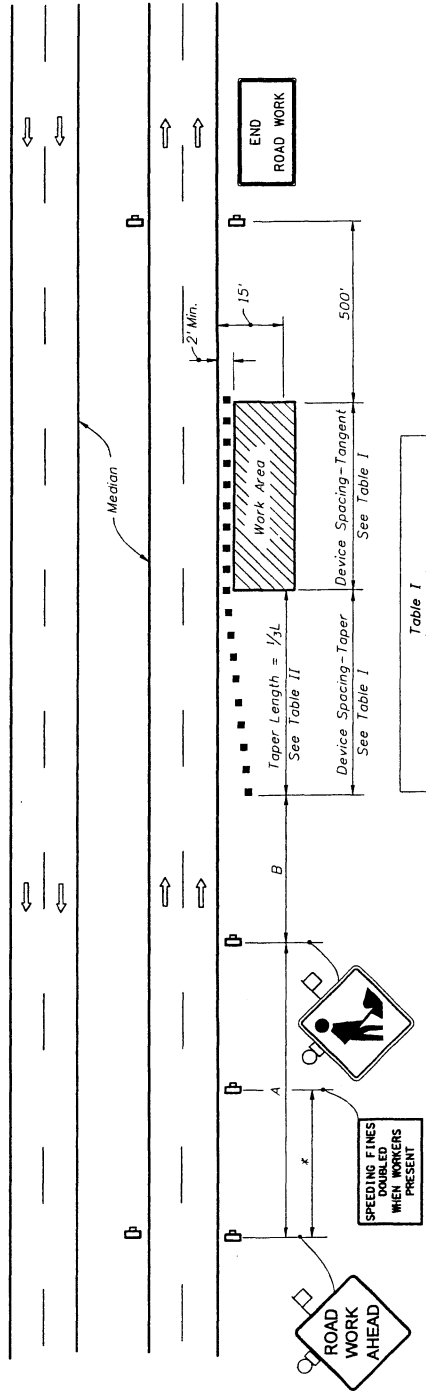 Median
2' Min.
15'
Work Area
500'
END
ROAD WORK
Taper Length = 1/3L
See Table II
Device Spacing-Taper
See Table I
Device Spacing-Tangent
See Table I
A
B
*
ROAD
WORK
AHEAD
SPEEDING FINES
DOUBLED
WHEN WORKERS
PRESENT
Table I